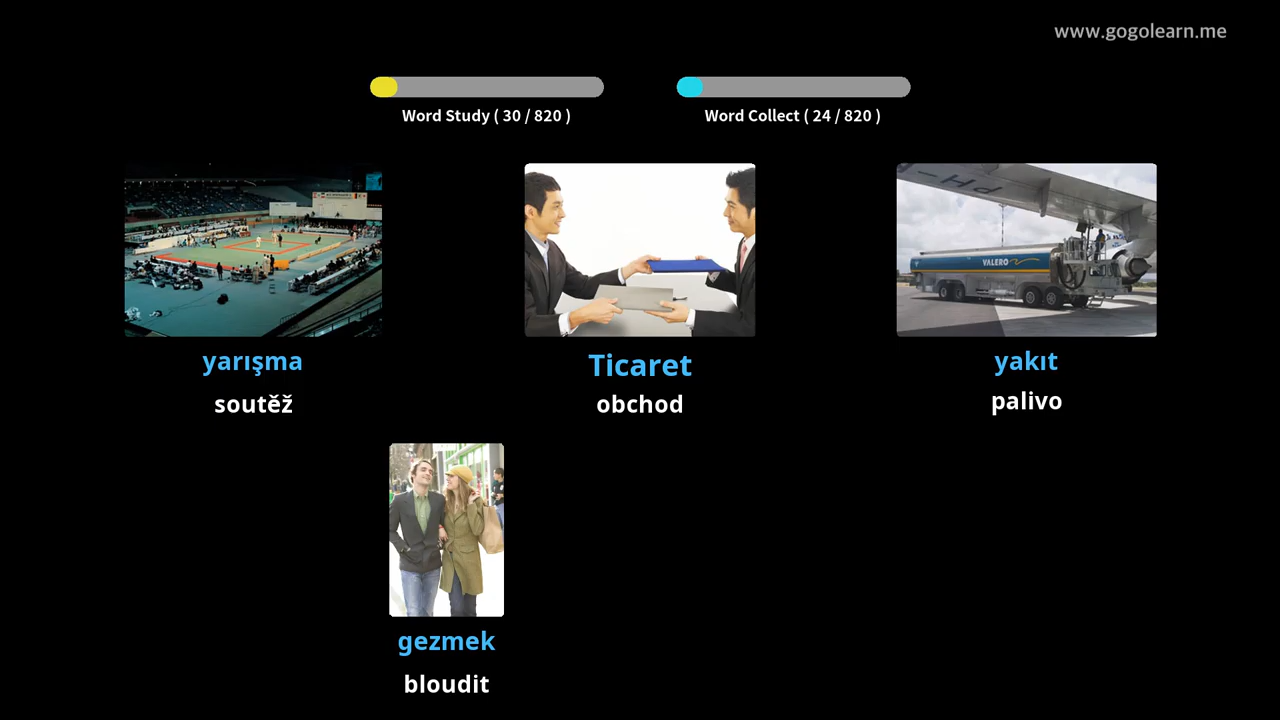 www.gogolearn.me
Word Study ( 30 / 820 )
Word Collect ( 24 / 820 )
PH-
VALERO
yarışma
Ticaret
yakıt
soutěž
obchod
palivo
gezmek
bloudit